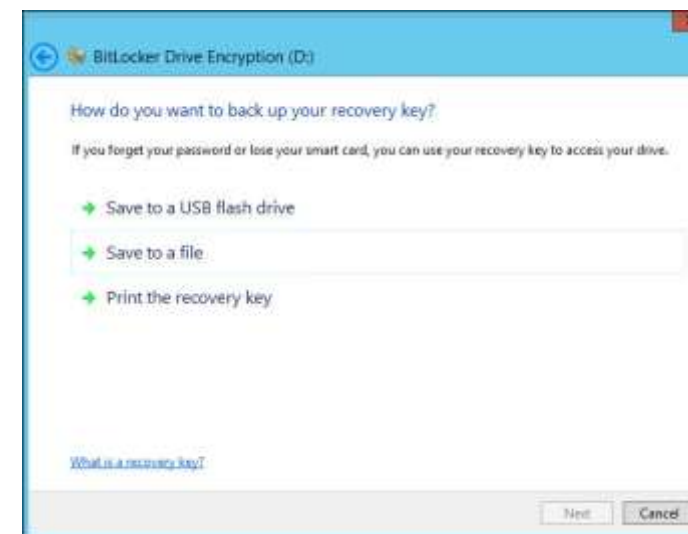 BitLocker Drive Encryption (D:)
How do you want to back up your recovery key?
If you forget your password or lose your smart card, you can use your recovery key to access your drive.
Save to a USB flash drive
Save to a file
Print the recovery key
What is a recovery key?
Next
Cancel